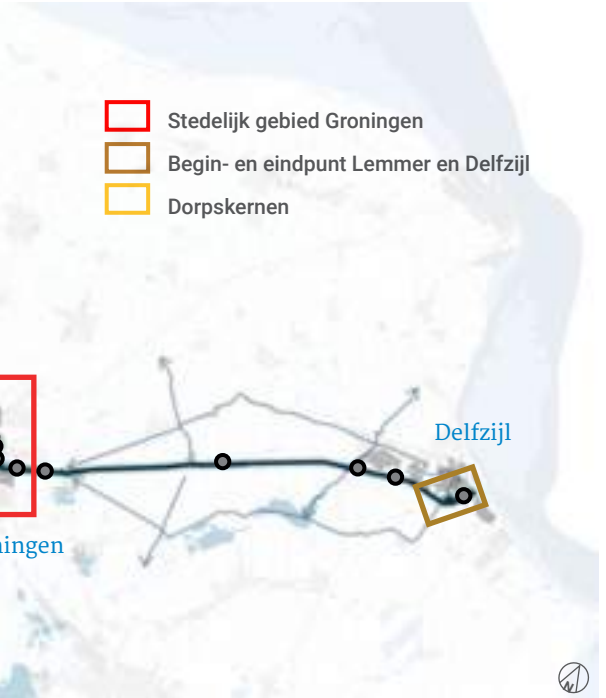 Stedelijk gebied Groningen
Begin- en eindpunt Lemmer en Delfzijl
Dorpskernen
Delfzijl
ningen
N